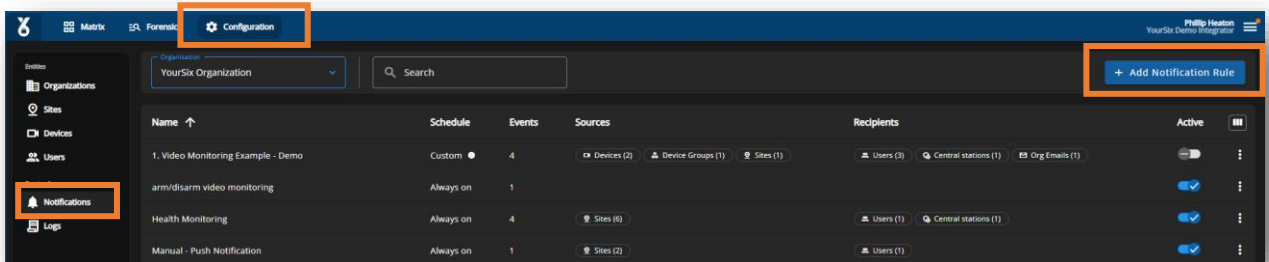 Matrix
Forensic
Configuration
Phillip Heaton
YourSix Demo Integrator
Entities
Organizations
Sites
Devices
Users
Notifications
Logs
Organization
YourSix Organization
Search
+ Add Notification Rule
Name Schedule Events Sources Recipients Active
1. Video Monitoring Example - Demo Custom 4 Devices (2) Device Groups (1) Sites (1) Users (3) Central stations (1) Org Emails (1)
arm/disarm video monitoring Always on 1
Health Monitoring Always on 4 Sites (6) Users (1) Central stations (1)
Manual - Push Notification Always on 1 Sites (2) Users (1)